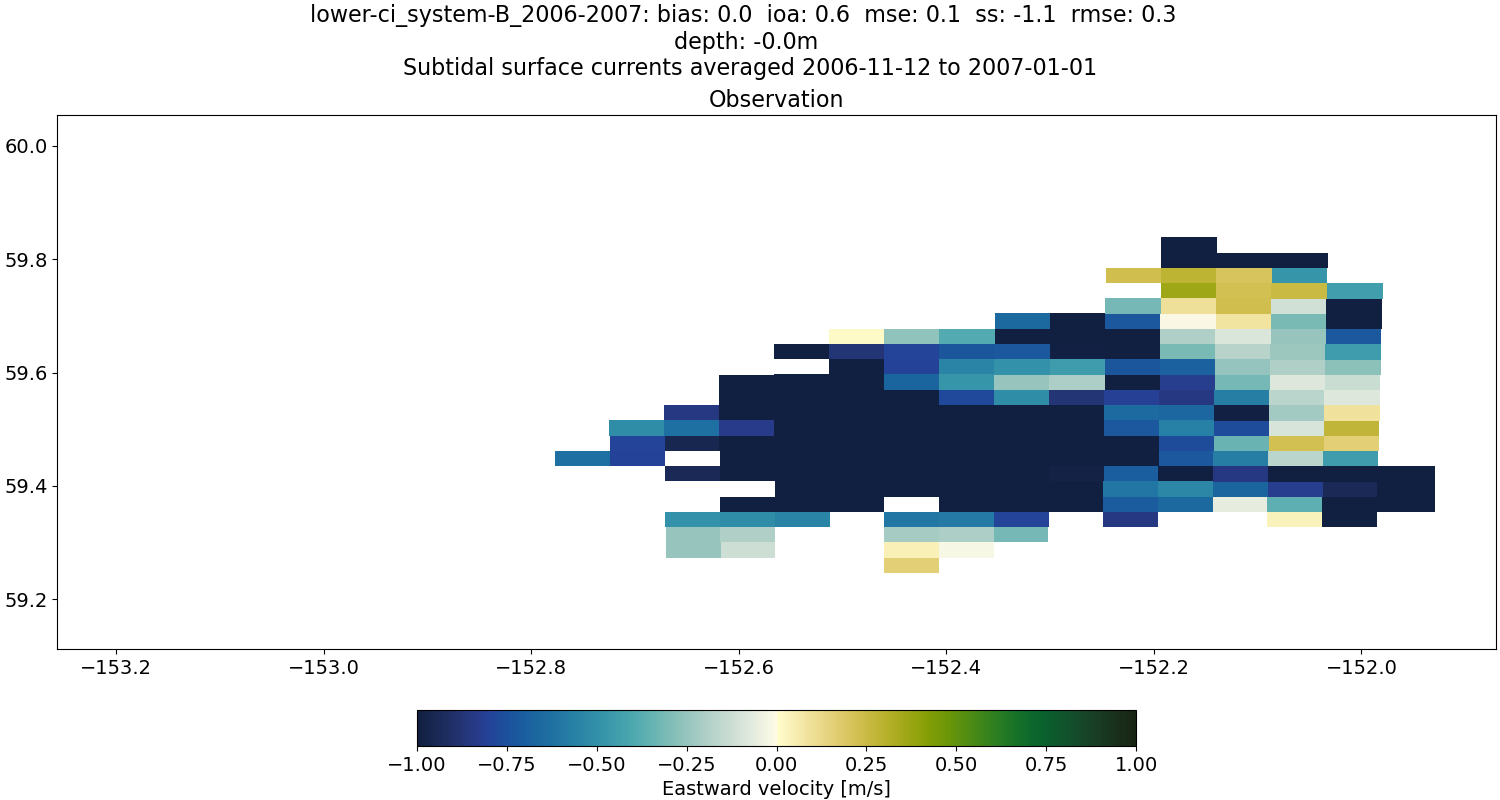 lower-ci_system-B_2006-2007: bias: 0.0  ioa: 0.6  mse: 0.1  ss: -1.1  rmse: 0.3
depth: -0.0m
Subtidal surface currents averaged 2006-11-12 to 2007-01-01
Observation
60.0
59.8
59.6
59.4
59.2
−153.2 −153.0 −152.8 −152.6 −152.4 −152.2 −152.0
−1.00 −0.75 −0.50 −0.25 0.00 0.25 0.50 0.75 1.00
Eastward velocity [m/s]